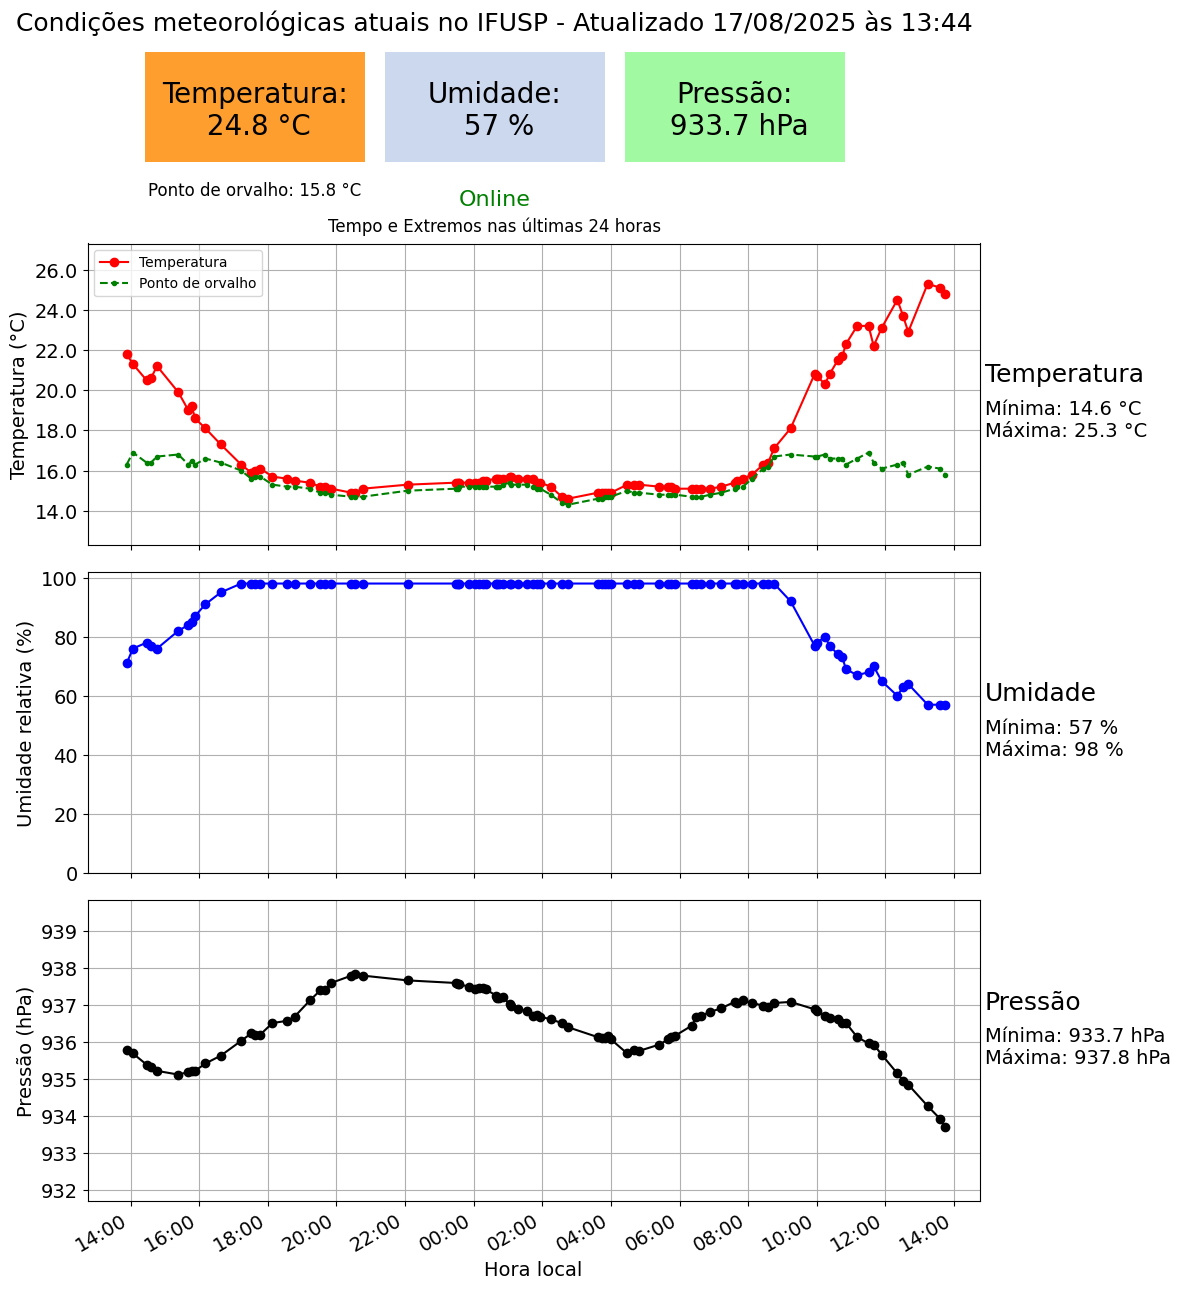 Condições meteorológicas atuais no IFUSP - Atualizado 17/08/2025 às 13:44
Temperatura:
24.8 °C
Umidade:
57 %
Pressão:
933.7 hPa
Ponto de orvalho: 15.8 °C
Online
Tempo e Extremos nas últimas 24 horas
Temperatura
Ponto de orvalho
Temperatura (°C)
26.0
24.0
22.0
20.0
18.0
16.0
14.0
Temperatura
Mínima: 14.6 °C
Máxima: 25.3 °C
Umidade relativa (%)
100
80
60
40
20
0
Umidade
Mínima: 57 %
Máxima: 98 %
Pressão (hPa)
939
938
937
936
935
934
933
932
Pressão
Mínima: 933.7 hPa
Máxima: 937.8 hPa
14:00 16:00 18:00 20:00 22:00 00:00 02:00 04:00 06:00 08:00 10:00 12:00 14:00
Hora local